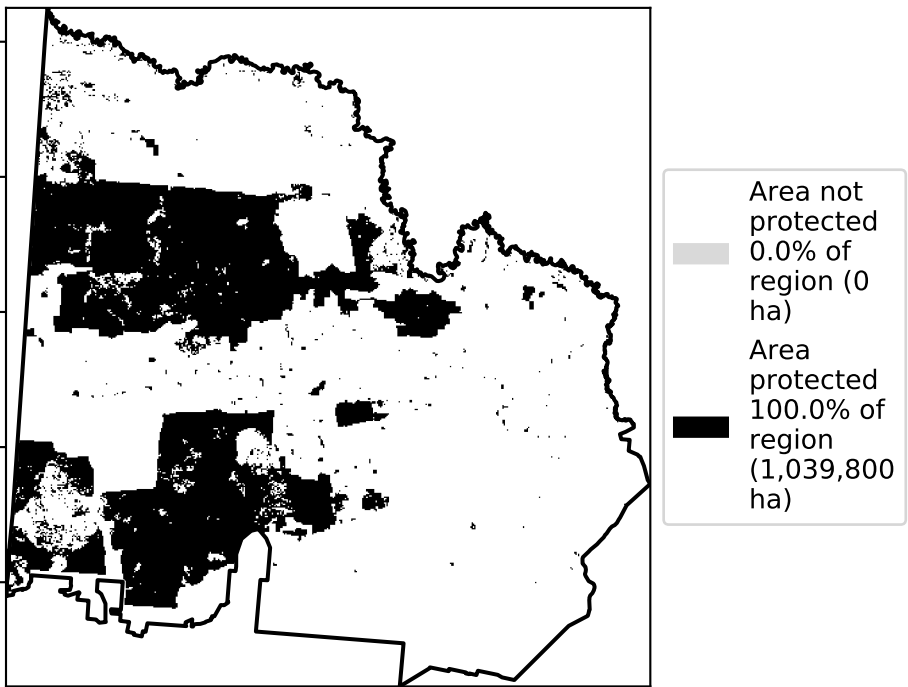 Area not
protected
0.0% of
region (0
ha)
Area
protected
100.0% of
region
(1,039,800
ha)